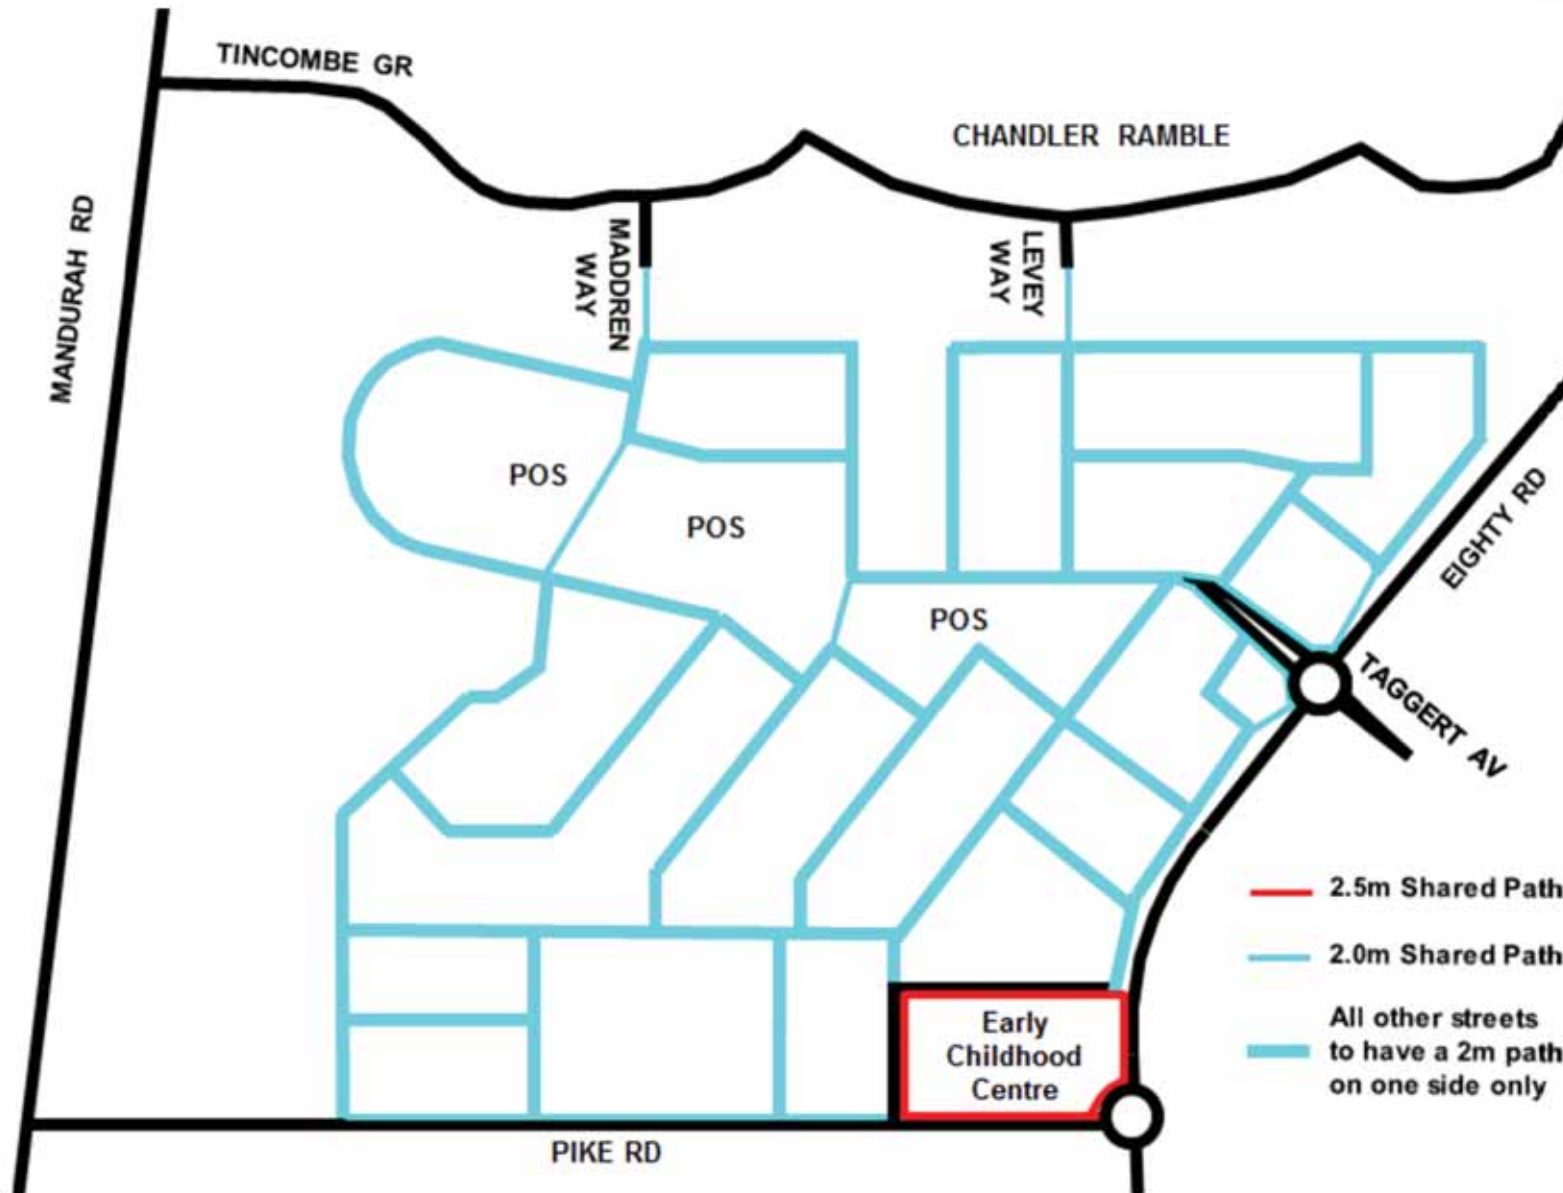 TINCOMBE GR
CHANDLER RAMBLE
MANDURAH RD
MADDREN
WAY
LEVEY
WAY
POS
POS
POS
EIGHTY RD
TAGGERT AV
2.5m Shared Path
2.0m Shared Path
All other streets
to have a 2m path
on one side only
Early
Childhood
Centre
PIKE RD